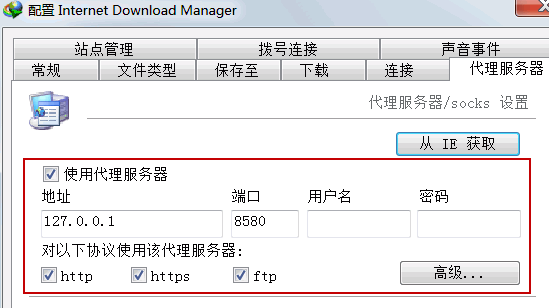 配置 Internet Download Manager
站点管理 拨号连接 声音事件
常规 文件类型 保存至 下载 连接 代理服务器
代理服务器/socks 设置
从 IE 获取
使用代理服务器
地址 端口 用户名 密码
127.0.0.1 8580
对以下协议使用该代理服务器:
http https ftp 高级...